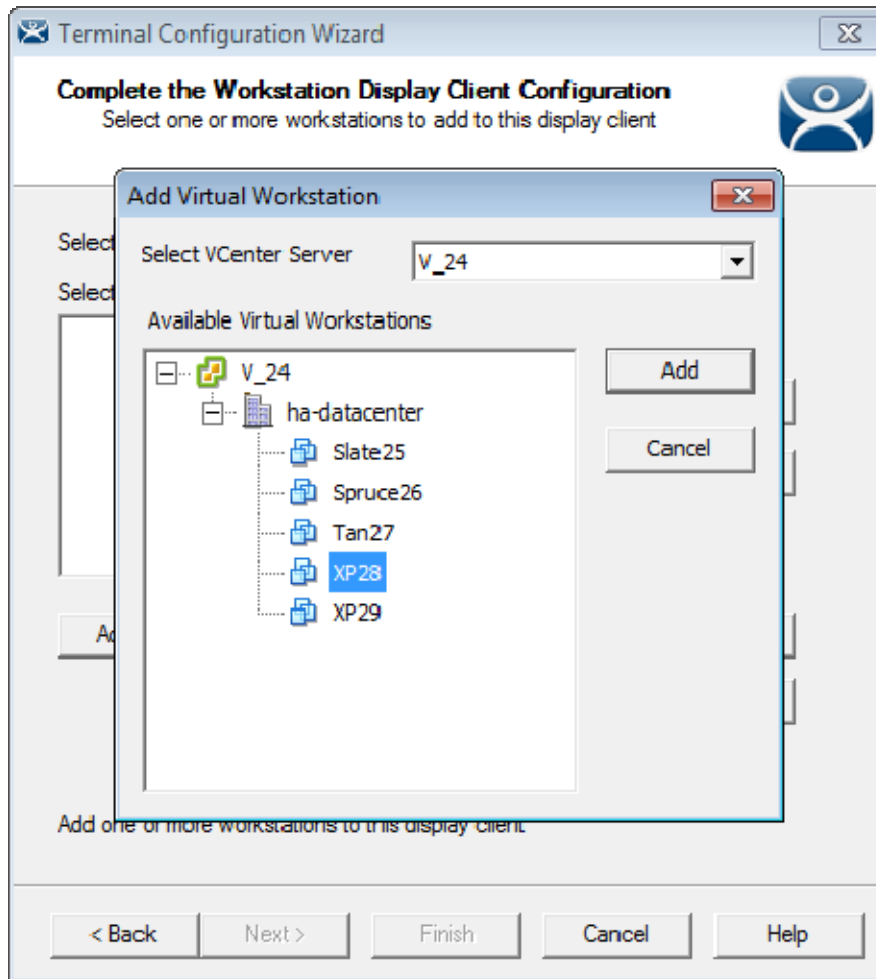 Terminal Configuration Wizard
Complete the Workstation Display Client Configuration
Select one or more workstations to add to this display client
Add Virtual Workstation
Select
Select VCenter Server V_24
Select
Available Virtual Workstations
V_24
Add
ha-datacenter
Slate25
Cancel
Spruce26
Tan27
XP28
XP29
Add one or more workstations to this display client
< Back Next > Finish Cancel Help